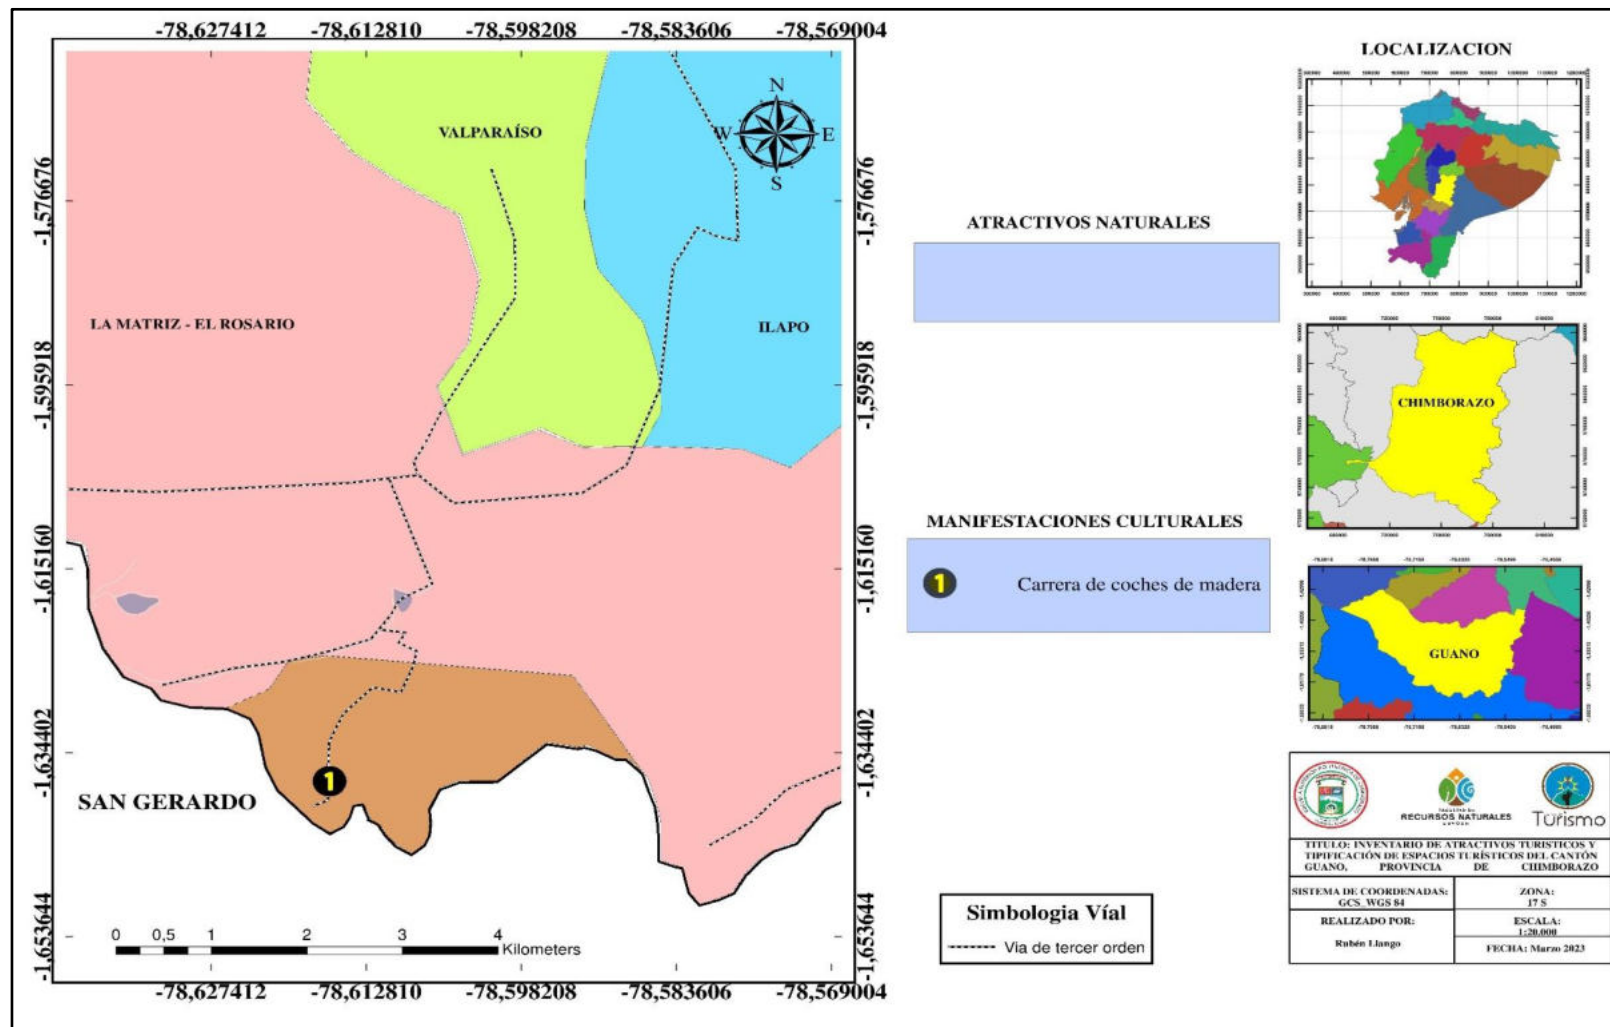 -78,627412 -78,612810 -78,598208 -78,583606 -78,569004
VALPARAÍSO
N
W E
S
LA MATRIZ - EL ROSARIO
ILAPO
-1,576676
-1,595918
-1,615160
-1,634402
-1,653644
-1,576676
-1,595918
-1,615160
-1,634402
-1,653644
1
SAN GERARDO
0 0,5 1 2 3 4
Kilometers
-78,627412 -78,612810 -78,598208 -78,583606 -78,569004
ATRACTIVOS NATURALES
MANIFESTACIONES CULTURALES
1 Carrera de coches de madera
Simbologia Víal
Via de tercer orden
LOCALIZACION
CHIMBORAZO
GUANO
RECURSOS NATURALES
Turismo
TITULO: INVENTARIO DE ATRACTIVOS TURISTICOS Y
TIPIFICACIÓN DE ESPACIOS TURÍSTICOS DEL CANTÓN
GUANO, PROVINCIA DE CHIMBORAZO
SISTEMA DE COORDENADAS:
GCS_WGS 84
ZONA:
17 S
REALIZADO POR:
Rubén Llango
ESCALA:
1:20.000
FECHA: Marzo 2023